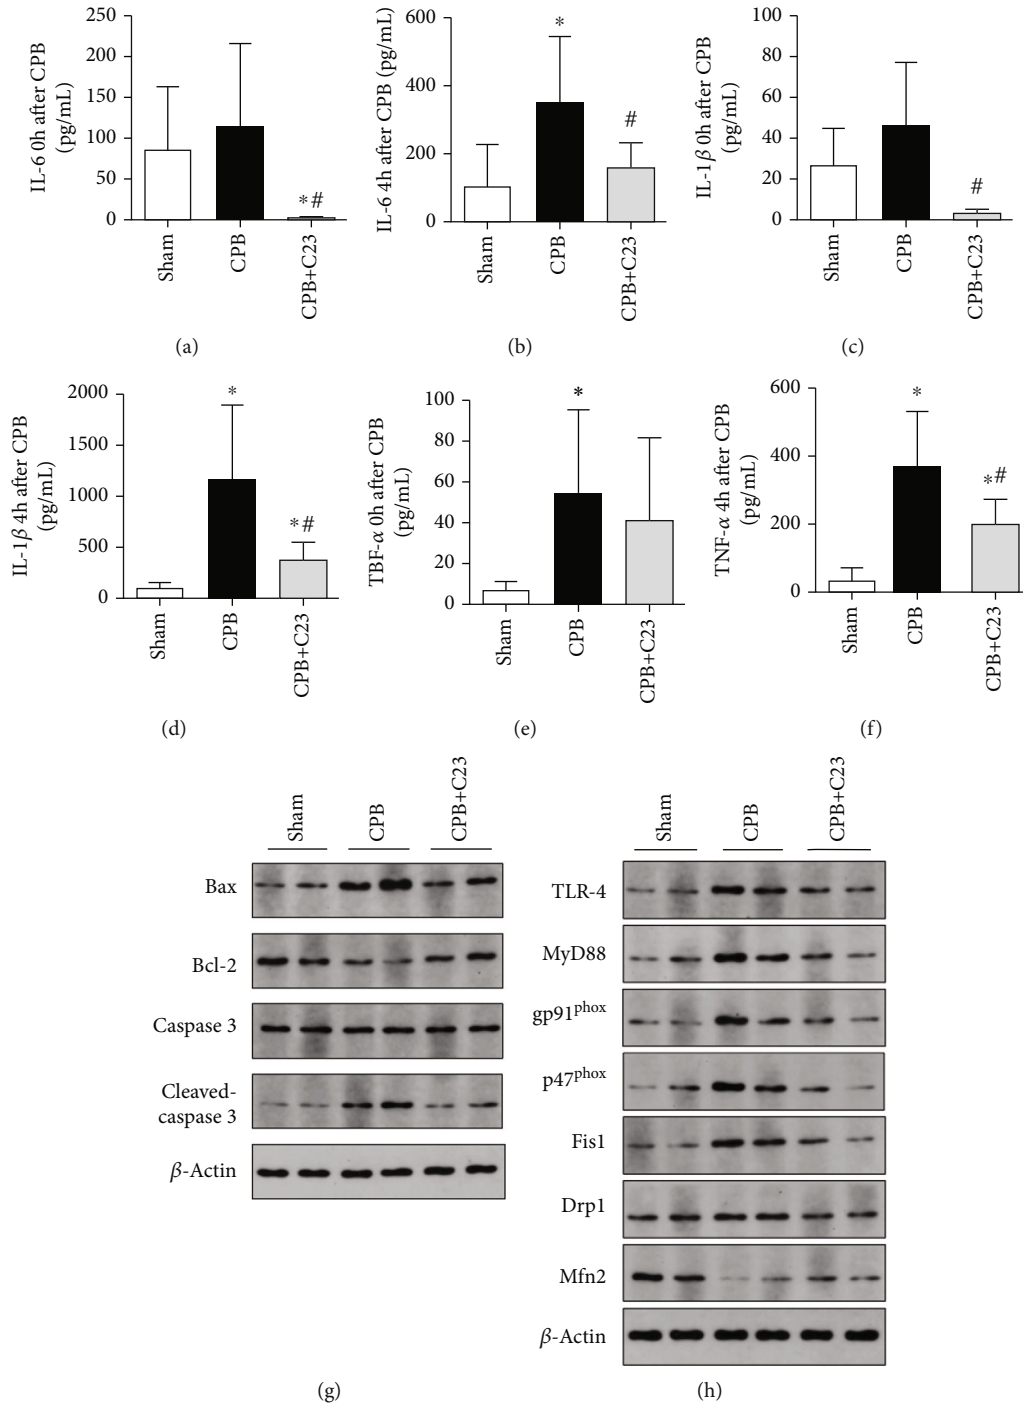 IL-6 0h after CPB
(pg/mL)
250
200
150
100
50
0
*#
Sham
CPB
CPB+C23
(a)
IL-6 4h after CPB (pg/mL)
600
400
200
0
*
#
Sham
CPB
CPB+C23
(b)
IL-1β 0h after CPB
(pg/mL)
100
80
60
40
20
0
#
Sham
CPB
CPB+C23
(c)
IL-1β 4h after CPB
(pg/mL)
2000
1500
1000
500
0
*
*#
Sham
CPB
CPB+C23
(d)
TBF-α 0h after CPB
(pg/mL)
100
80
60
40
20
0
*
Sham
CPB
CPB+C23
(e)
TNF-α 4h after CPB
(pg/mL)
600
400
200
0
*
*#
Sham
CPB
CPB+C23
(f)
Sham
CPB
CPB+C23
Bax
Bcl-2
Caspase 3
Cleaved-
caspase 3
β-Actin
(g)
Sham
CPB
CPB+C23
TLR-4
MyD88
gp91phox
p47phox
Fis1
Drp1
Mfn2
β-Actin
(h)